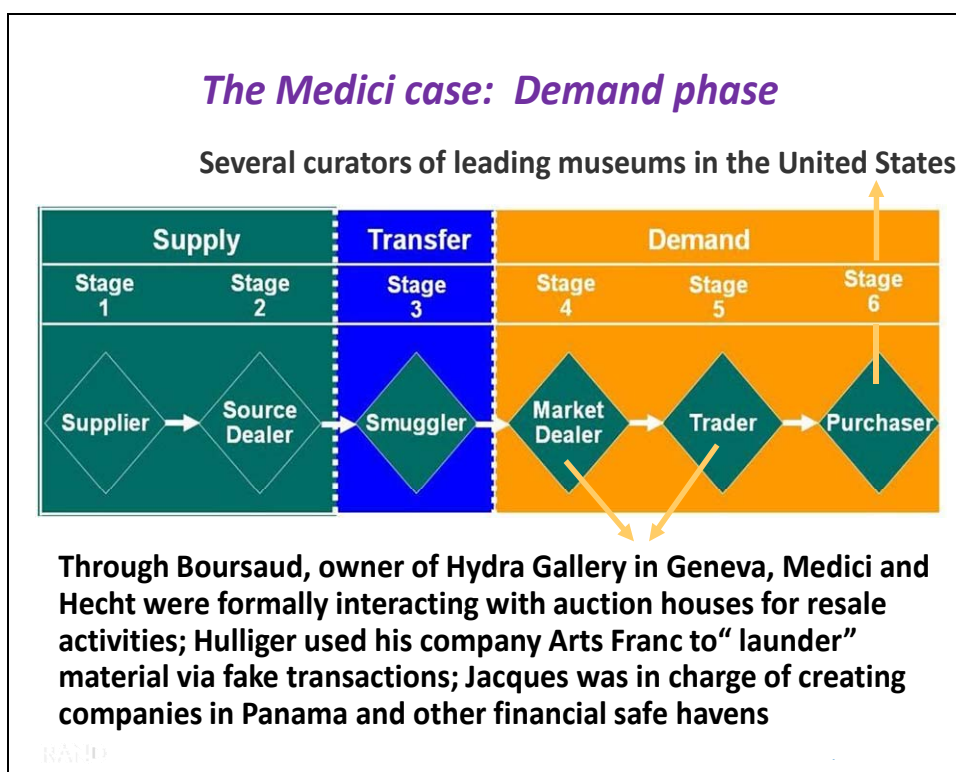 The Medici case:  Demand phase
Several curators of leading museums in the United States
Supply Transfer Demand
Stage Stage Stage Stage Stage Stage
1 2 3 4 5 6
Supplier Source Dealer Smuggler Market Dealer Trader Purchaser
Through Boursaud, owner of Hydra Gallery in Geneva, Medici and
Hecht were formally interacting with auction houses for resale
activities; Hulliger used his company Arts Franc to“ launder”
material via fake transactions; Jacques was in charge of creating
companies in Panama and other financial safe havens
RAND